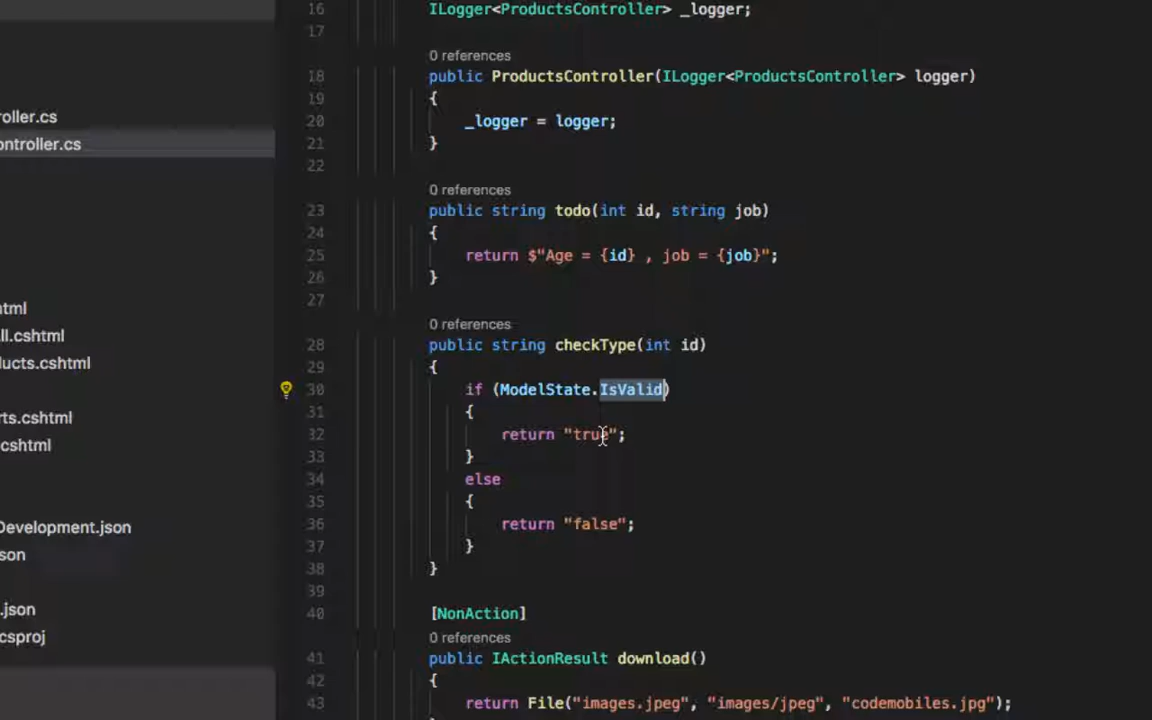 16 ILogger<ProductsController> _logger;
17
0 references
18 public ProductsController(ILogger<ProductsController> logger)
19 {
20 _logger = logger;
21 }
22
0 references
23 public string todo(int id, string job)
24 {
25 return $"Age = {id} , job = {job}";
26 }
27
0 references
28 public string checkType(int id)
29 {
30 if (ModelState.IsValid)
31 {
32 return "true";
33 }
34 else
35 {
36 return "false";
37 }
38 }
39
40 [NonAction]
0 references
41 public IActionResult download()
42 {
43 return File("images.jpeg", "images/jpeg", "codemobiles.jpg");
roller.cs
ontroller.cs
tml
ll.cshtml
ducts.cshtml
rts.cshtml
.cshtml
Development.json
son
.json
csproj